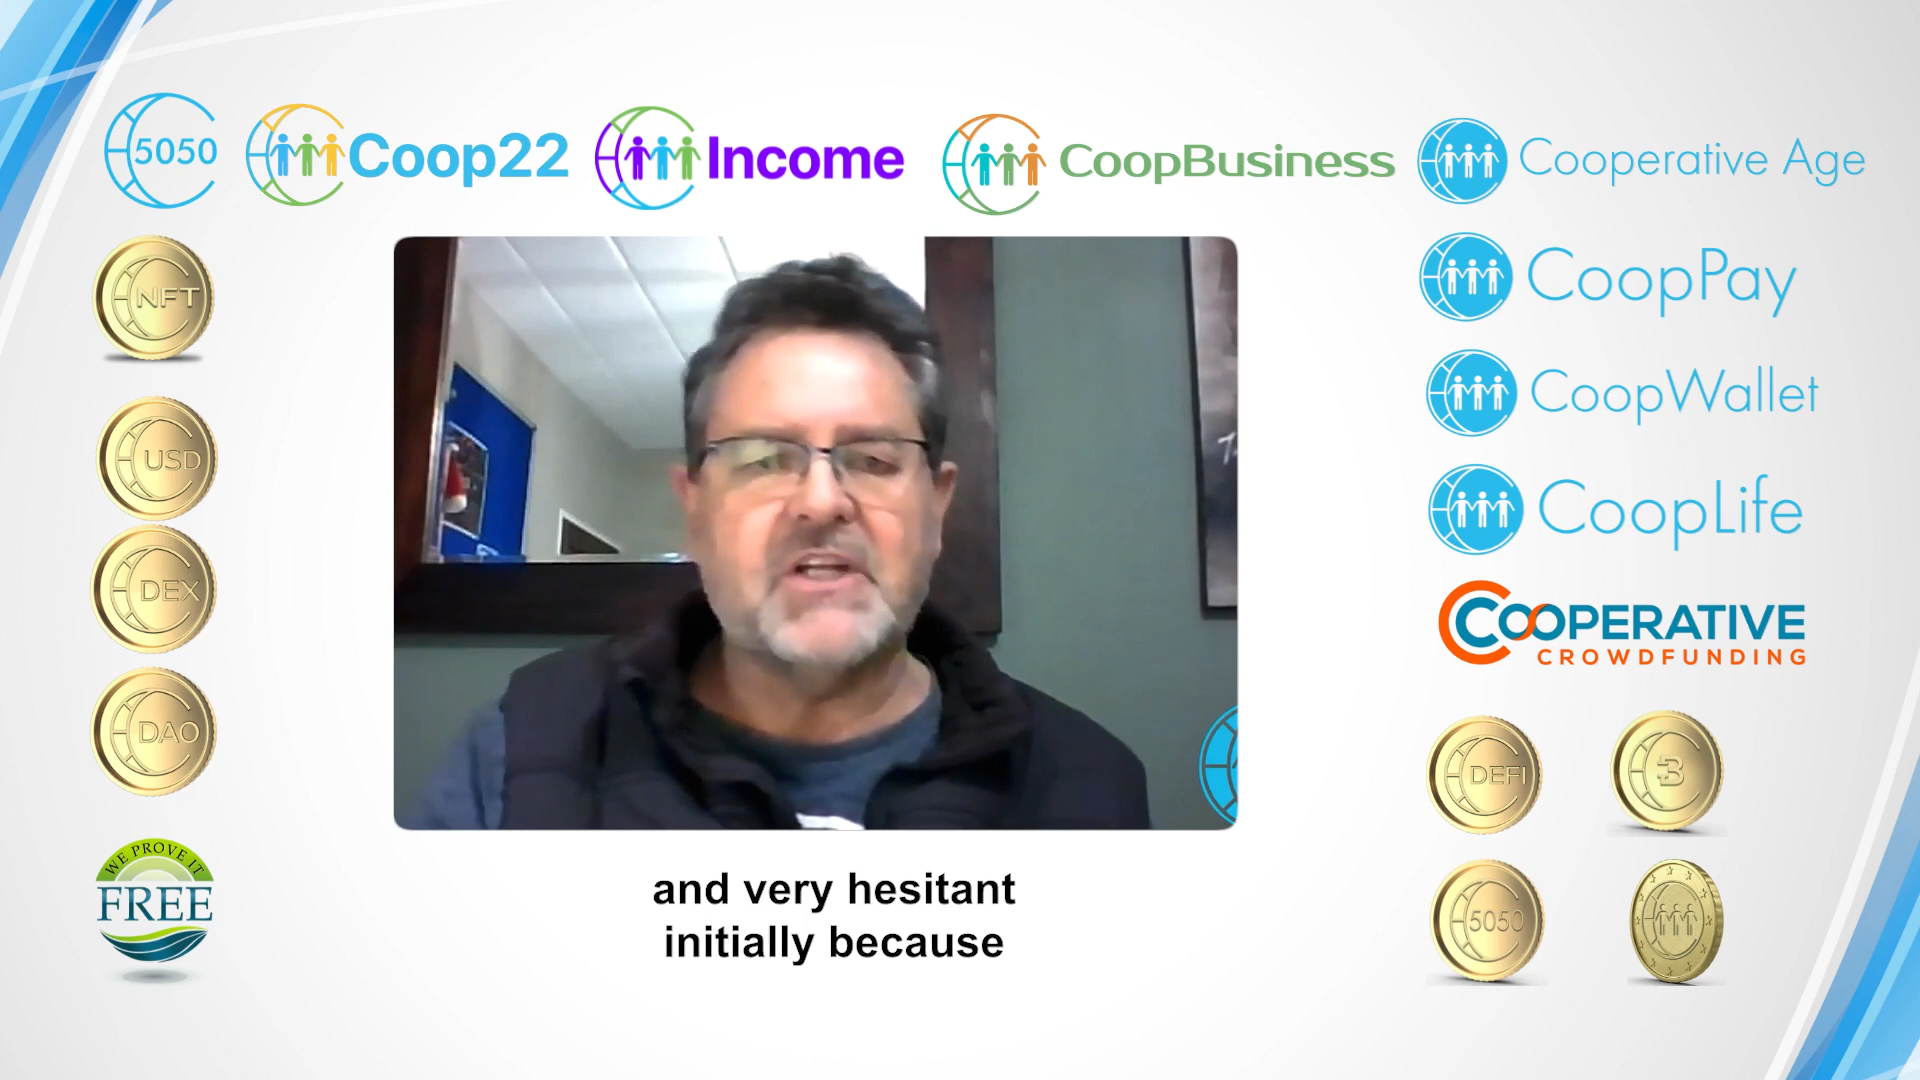 5050
Coop22
Income
CoopBusiness
Cooperative Age
NFT
CoopPay
USD
CoopWallet
DEX
CoopLife
DAO
COOPERATIVE
CROWDFUNDING
DEFI
WE PROVE IT
FREE
5050
and very hesitant
initially because